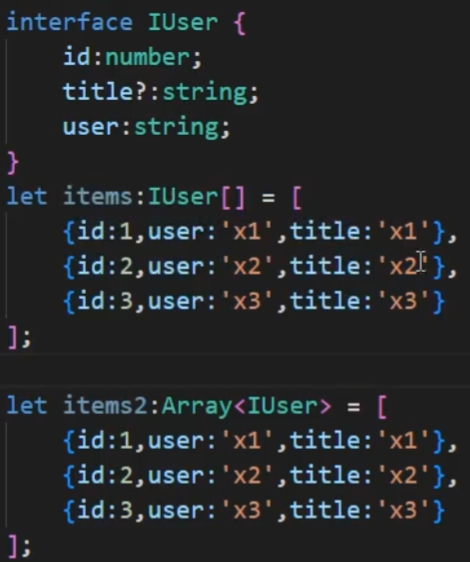 interface IUser {
    id:number;
    title?:string;
    user:string;
}
let items:IUser[] = [
    {id:1,user:'x1',title:'x1'},
    {id:2,user:'x2',title:'x2'},
    {id:3,user:'x3',title:'x3'}
];
let items2:Array<IUser> = [
    {id:1,user:'x1',title:'x1'},
    {id:2,user:'x2',title:'x2'},
    {id:3,user:'x3',title:'x3'}
];